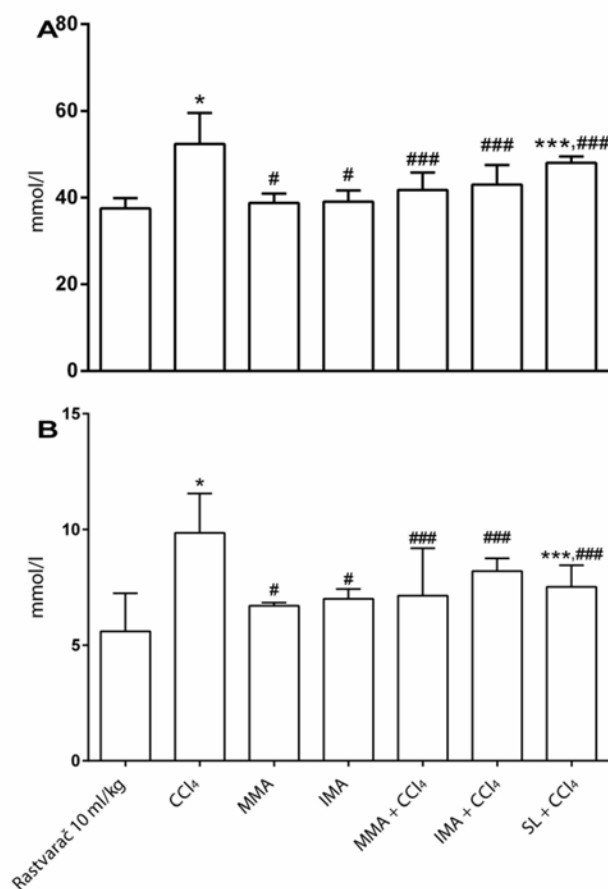 A
80
60
40
20
0
mmol/l
*
#
#
###
###
***,###
B
15
10
5
0
mmol/l
*
#
#
###
###
***,###
Rastvarač 10 ml/kg
CCl₄
MMA
IMA
MMA + CCl₄
IMA + CCl₄
SL + CCl₄